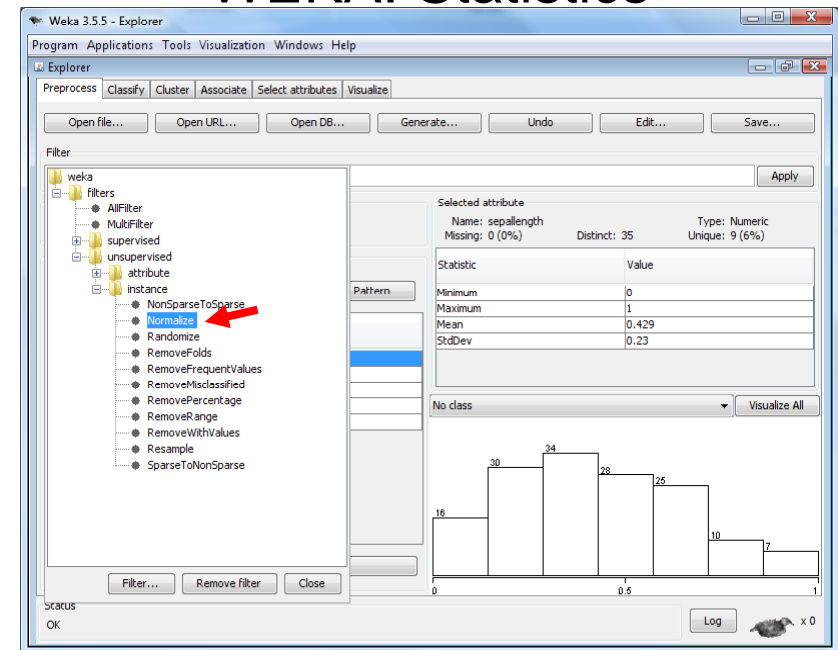 WEKA: Statistics
Weka 3.5.5 - Explorer
Program Applications Tools Visualization Windows Help
Explorer
Preprocess Classify Cluster Associate Select attributes Visualize
Open file... Open URL... Open DB... Generate... Undo Edit... Save...
Filter
weka
filters
AllFilter
MultiFilter
supervised
unsupervised
attribute
instance
NonSparseToSparse
Normalize
Randomize
RemoveFolds
RemoveFrequentValues
RemoveMisclassified
RemovePercentage
RemoveRange
RemoveWithValues
Resample
SparseToNonSparse
Filter... Remove filter Close
Apply
Pattern
Selected attribute
Name: sepallength Type: Numeric
Missing: 0 (0%) Distinct: 35 Unique: 9 (6%)
Statistic Value
Minimum 0
Maximum 1
Mean 0.429
StdDev 0.23
No class Visualize All
16 30 34 28 25 10 7
0 0.5 1
Status
OK Log x 0